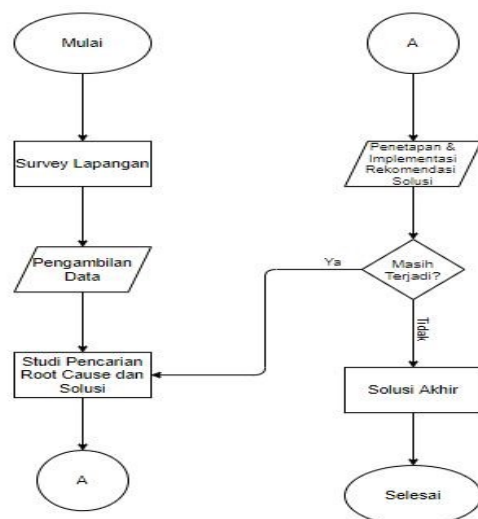 Mulai
Survey Lapangan
Pengambilan
Data
Studi Pencarian
Root Cause dan
Solusi
A
A
Penetapan &
Implementasi
Rekomendasi
Solusi
Masih
Terjadi?
Ya
Tidak
Solusi Akhir
Selesai